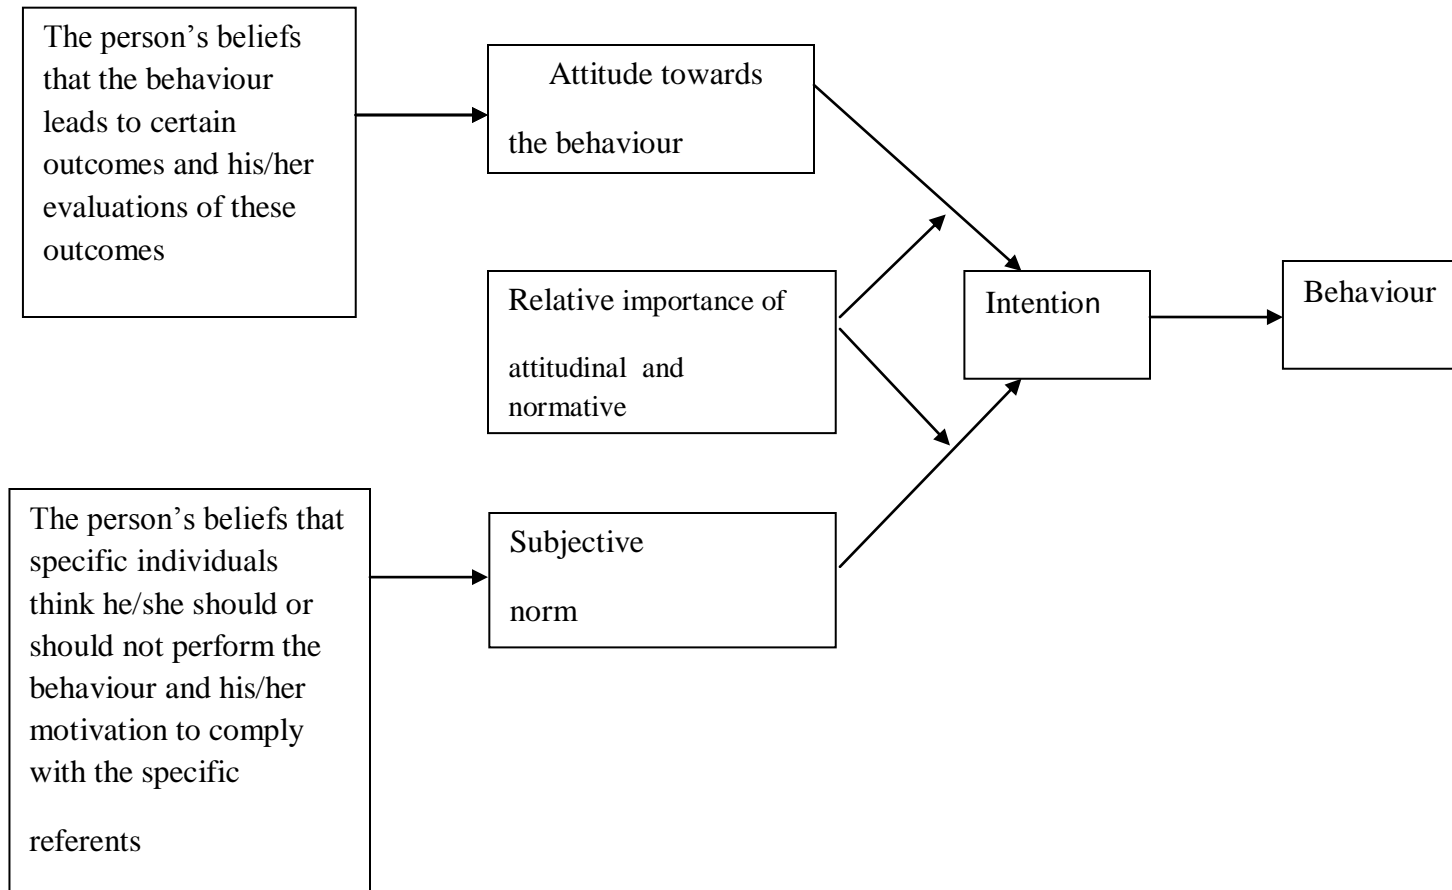 The person’s beliefs
that the behaviour
leads to certain
outcomes and his/her
evaluations of these
outcomes
Attitude towards
the behaviour
Relative importance of
attitudinal and
normative
Intention
Behaviour
The person’s beliefs that
specific individuals
think he/she should or
should not perform the
behaviour and his/her
motivation to comply
with the specific
referents
Subjective
norm